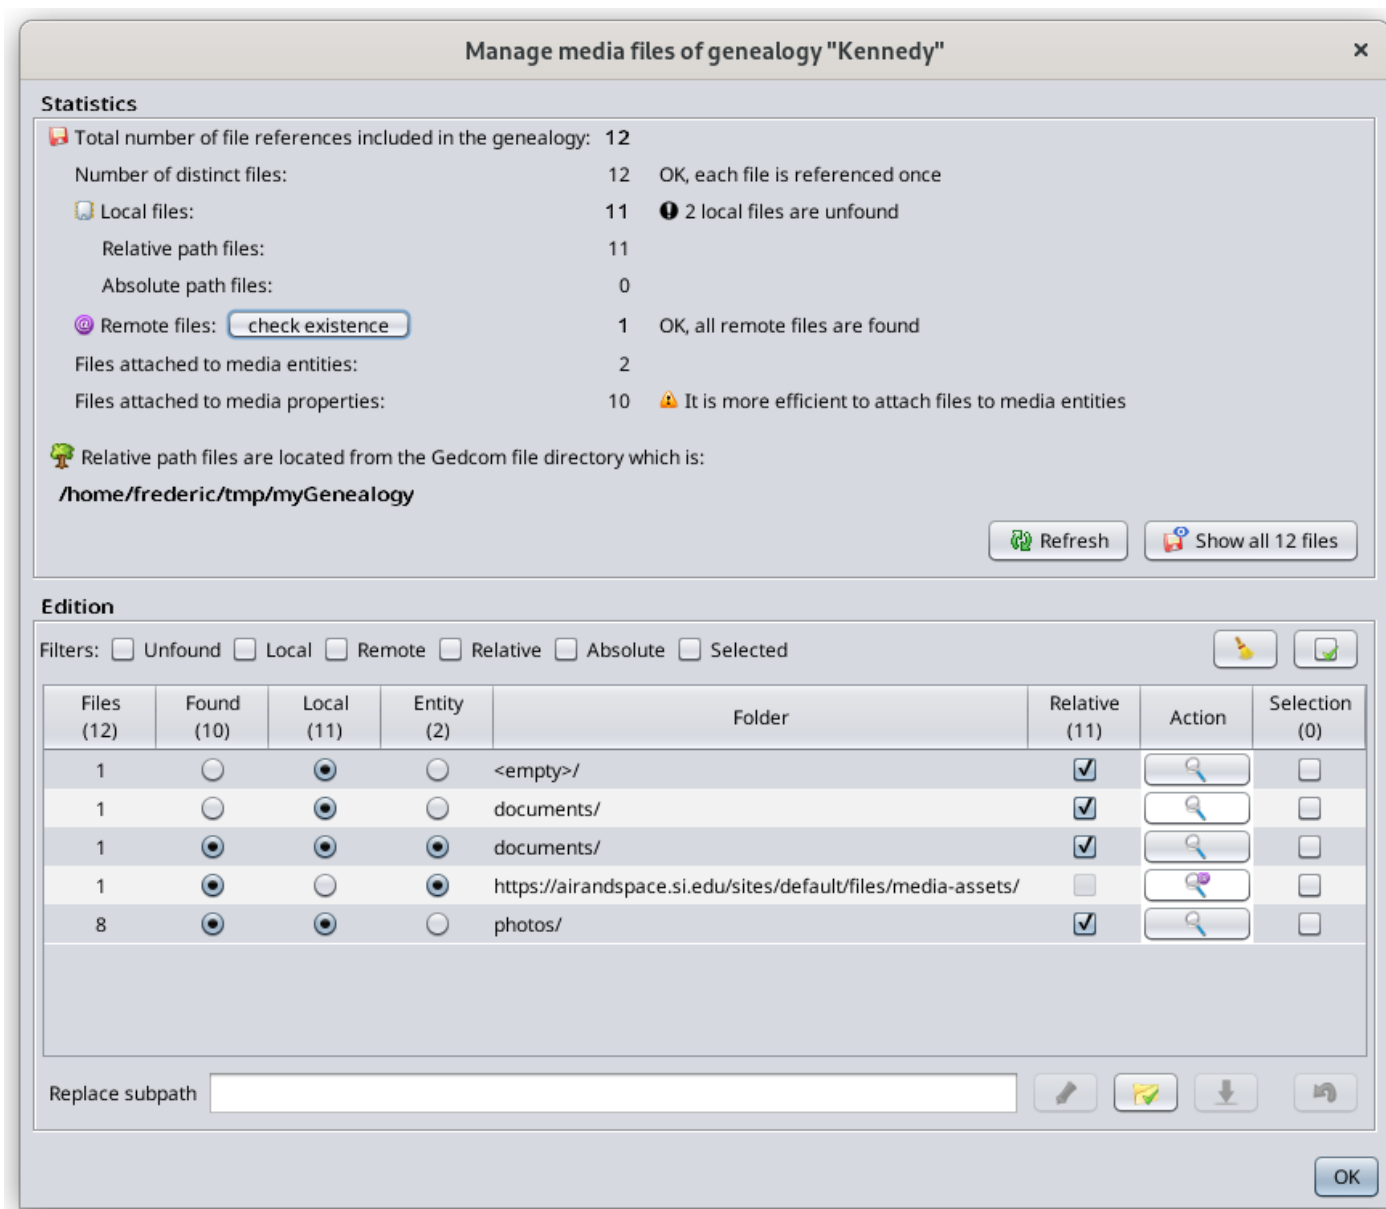 Manage media files of genealogy "Kennedy"
Statistics
Total number of file references included in the genealogy: 12
Number of distinct files: 12 OK, each file is referenced once
Local files: 11 2 local files are unfound
Relative path files: 11
Absolute path files: 0
Remote files: check existence 1 OK, all remote files are found
Files attached to media entities: 2
Files attached to media properties: 10 It is more efficient to attach files to media entities
Relative path files are located from the Gedcom file directory which is:
/home/frederic/tmp/myGenealogy
Refresh Show all 12 files
Edition
Filters: Unfound Local Remote Relative Absolute Selected
Files Found Local Entity Folder Relative Action Selection
(12) (10) (11) (2) (11) (0)
1 <empty>/
1 documents/
1 documents/
1 https://airandspace.si.edu/sites/default/files/media-assets/
8 photos/
Replace subpath
OK